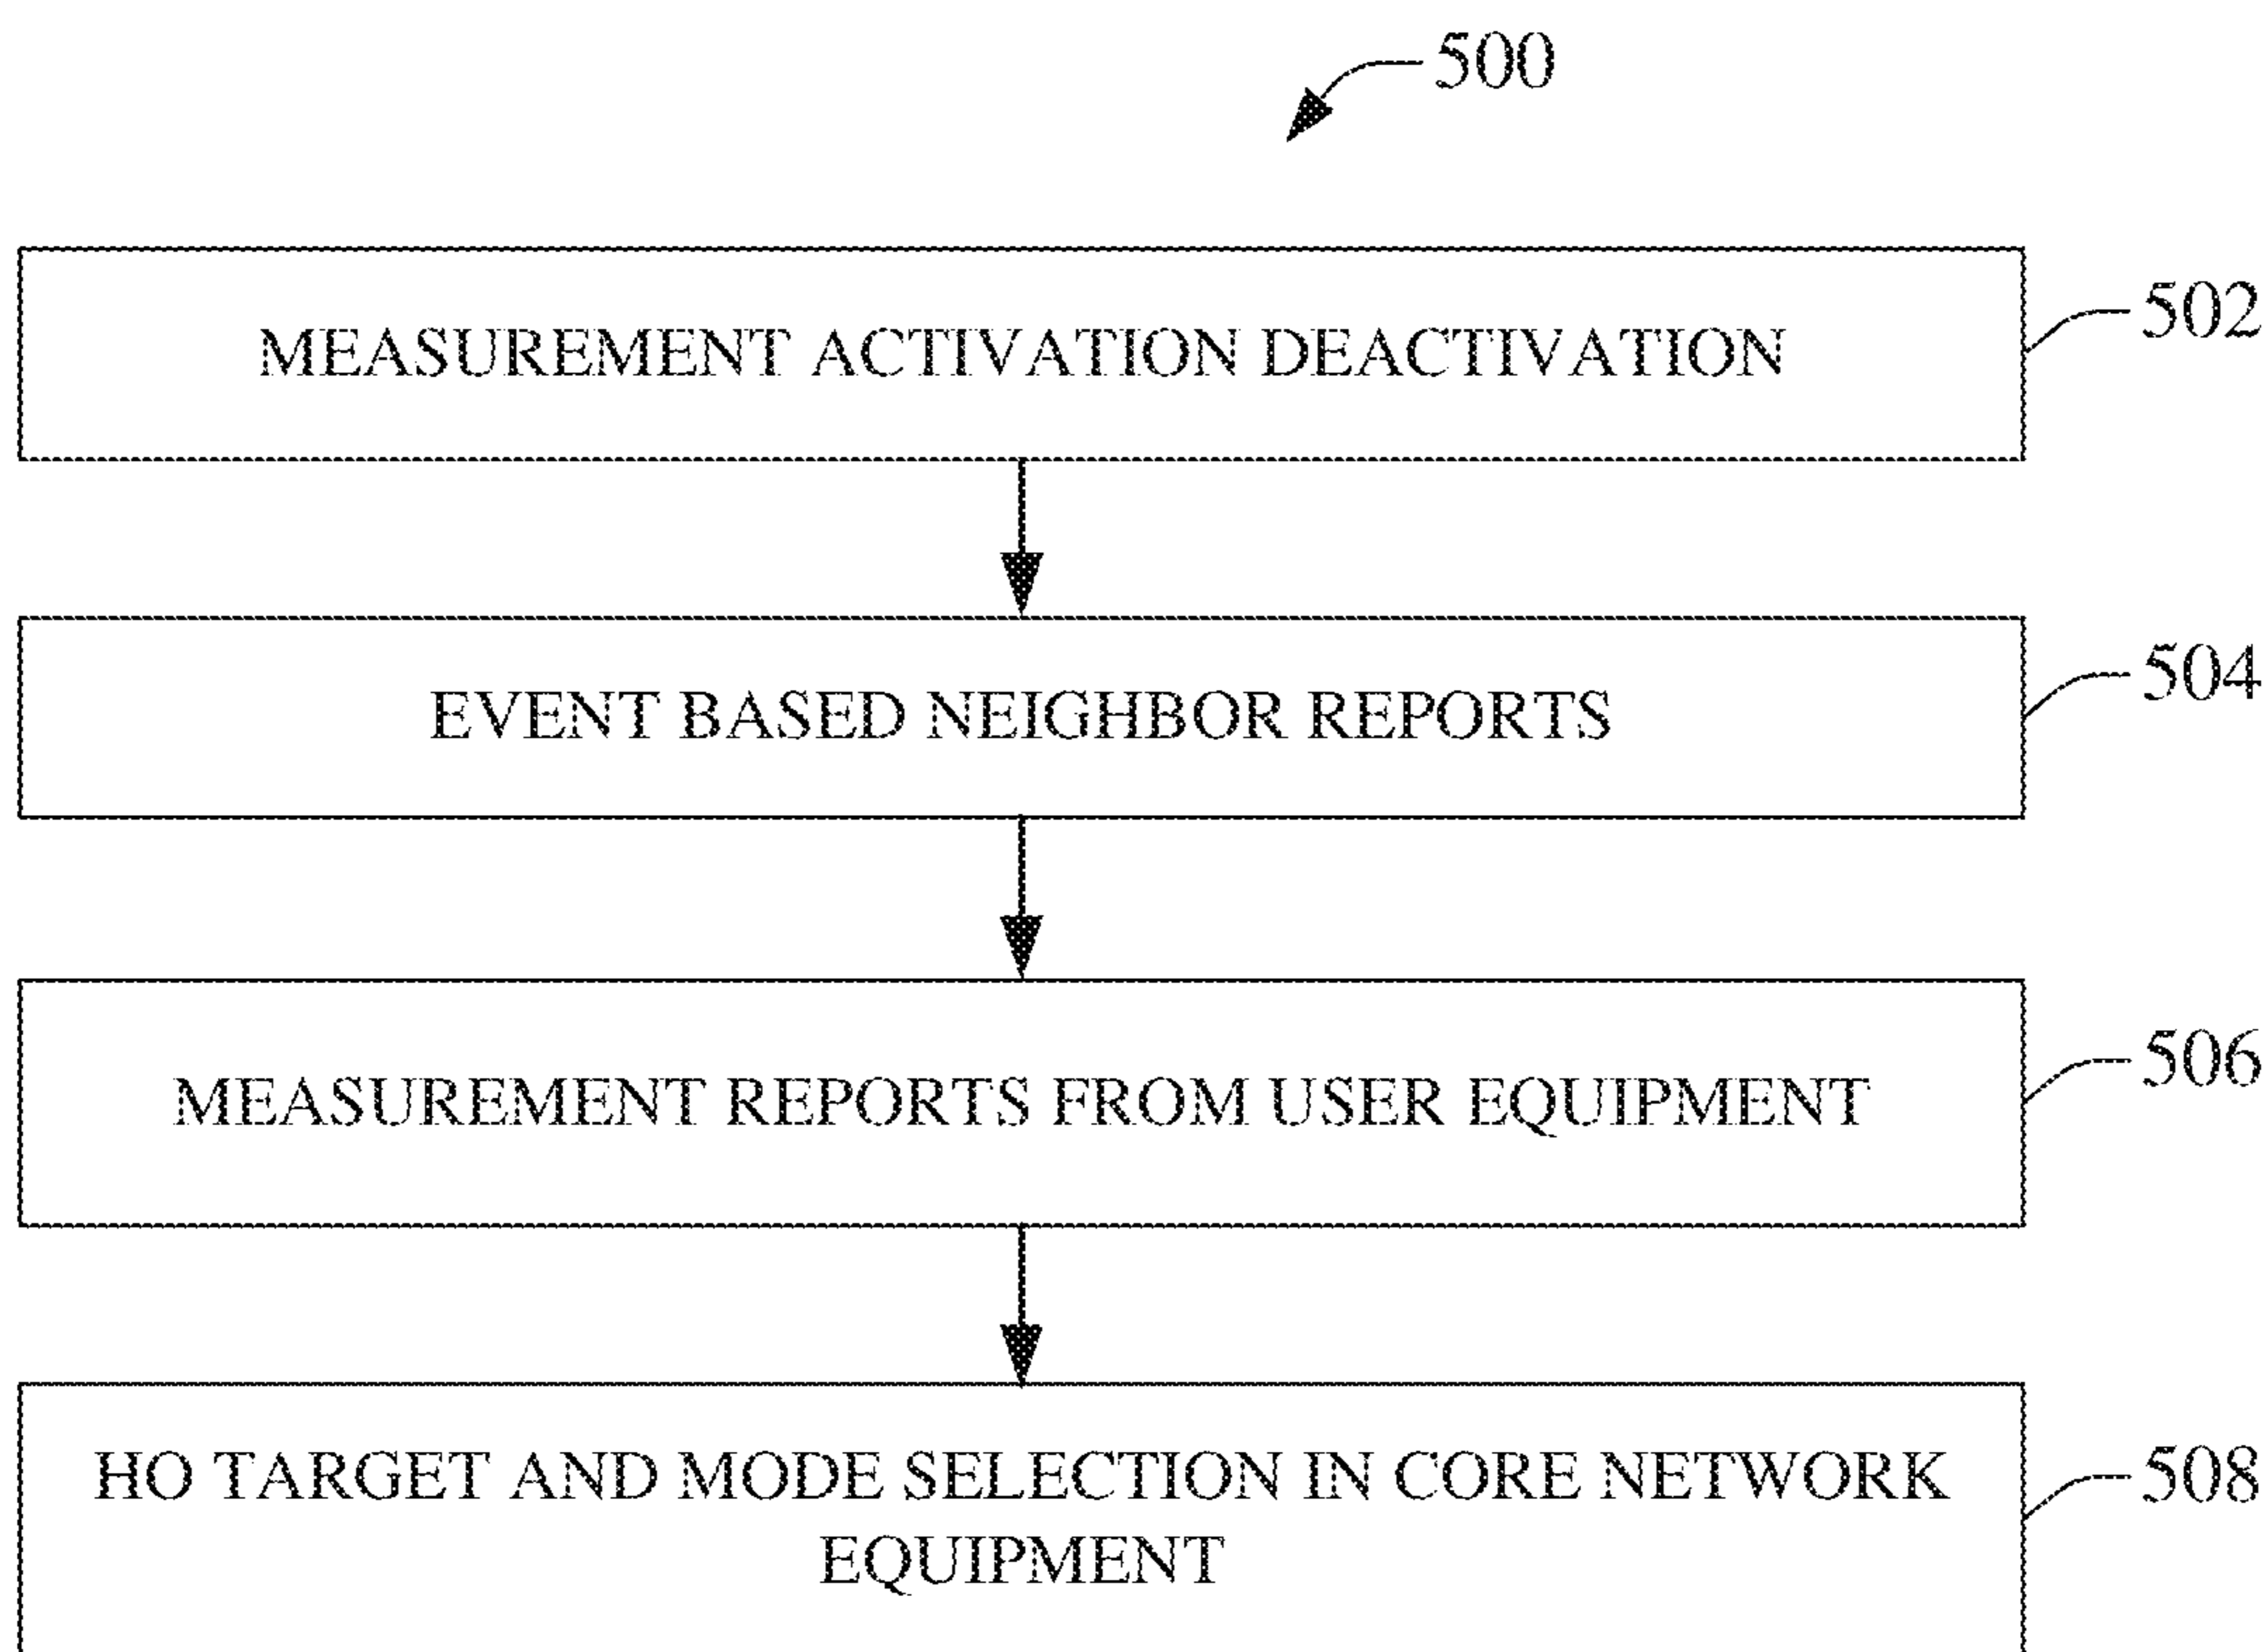 500
MEASUREMENT ACTIVATION DEACTIVATION
502
EVENT BASED NEIGHBOR REPORTS
504
MEASUREMENT REPORTS FROM USER EQUIPMENT
506
HO TARGET AND MODE SELECTION IN CORE NETWORK
EQUIPMENT
508